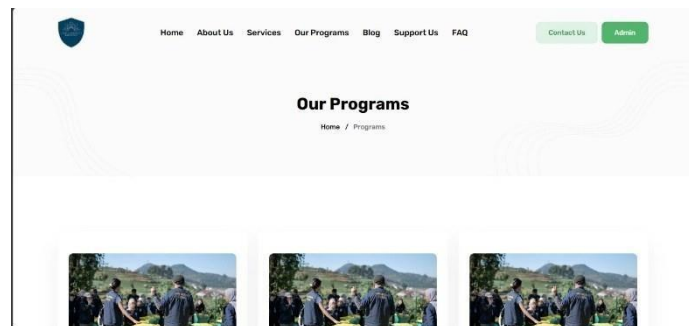 Home About Us Services Our Programs Blog Support Us FAQ Contact Us Admin
Our Programs
Home / Programs